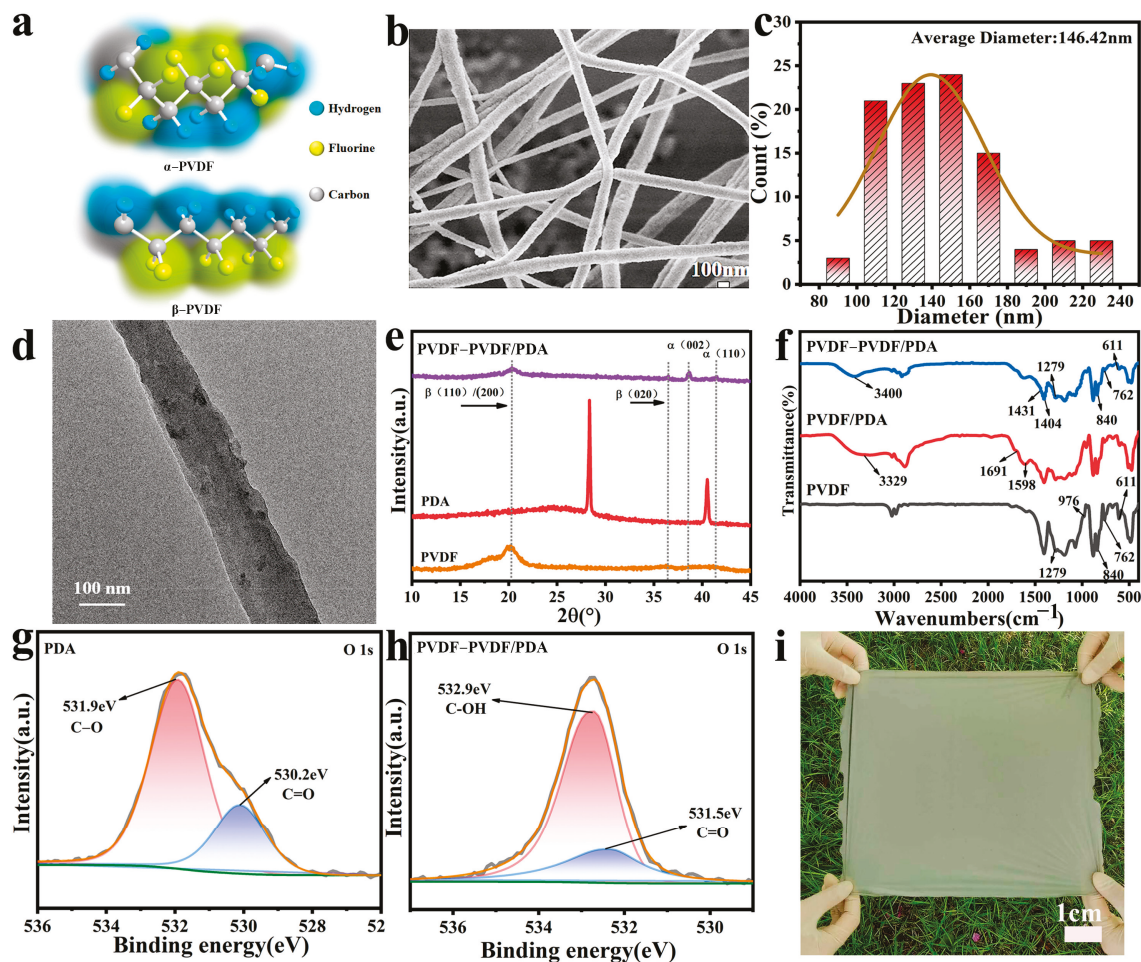 a
Hydrogen
Fluorine
Carbon
α−PVDF
β−PVDF
b
100nm
c
Average Diameter:146.42nm
Count (%)
30
25
20
15
10
5
0
80 100 120 140 160 180 200 220 240
Diameter (nm)
d
100 nm
e
PVDF−PVDF/PDA
α（002）
α（110）
β（110）/(200）
β（020）
PDA
PVDF
Intensity(a.u.)
10 15 20 25 30 35 40 45
2θ(°)
f
PVDF−PVDF/PDA
611
1279
3400
1431
1404
840
762
PVDF/PDA
1691
3329
1598
PVDF
976
611
1279
840
762
Transmittance(%)
4000 3500 3000 2500 2000 1500 1000 500
Wavenumbers(cm−1
g
PDA
O 1s
531.9eV
C−O
530.2eV
C=O
Intensity(a.u.)
536 534 532 530 528 52
Binding energy(eV)
h
PVDF−PVDF/PDA
O 1s
532.9eV
C-OH
531.5eV
C=O
Intensity(a.u.)
536 534 532 530
Binding energy(eV)
i
1cm